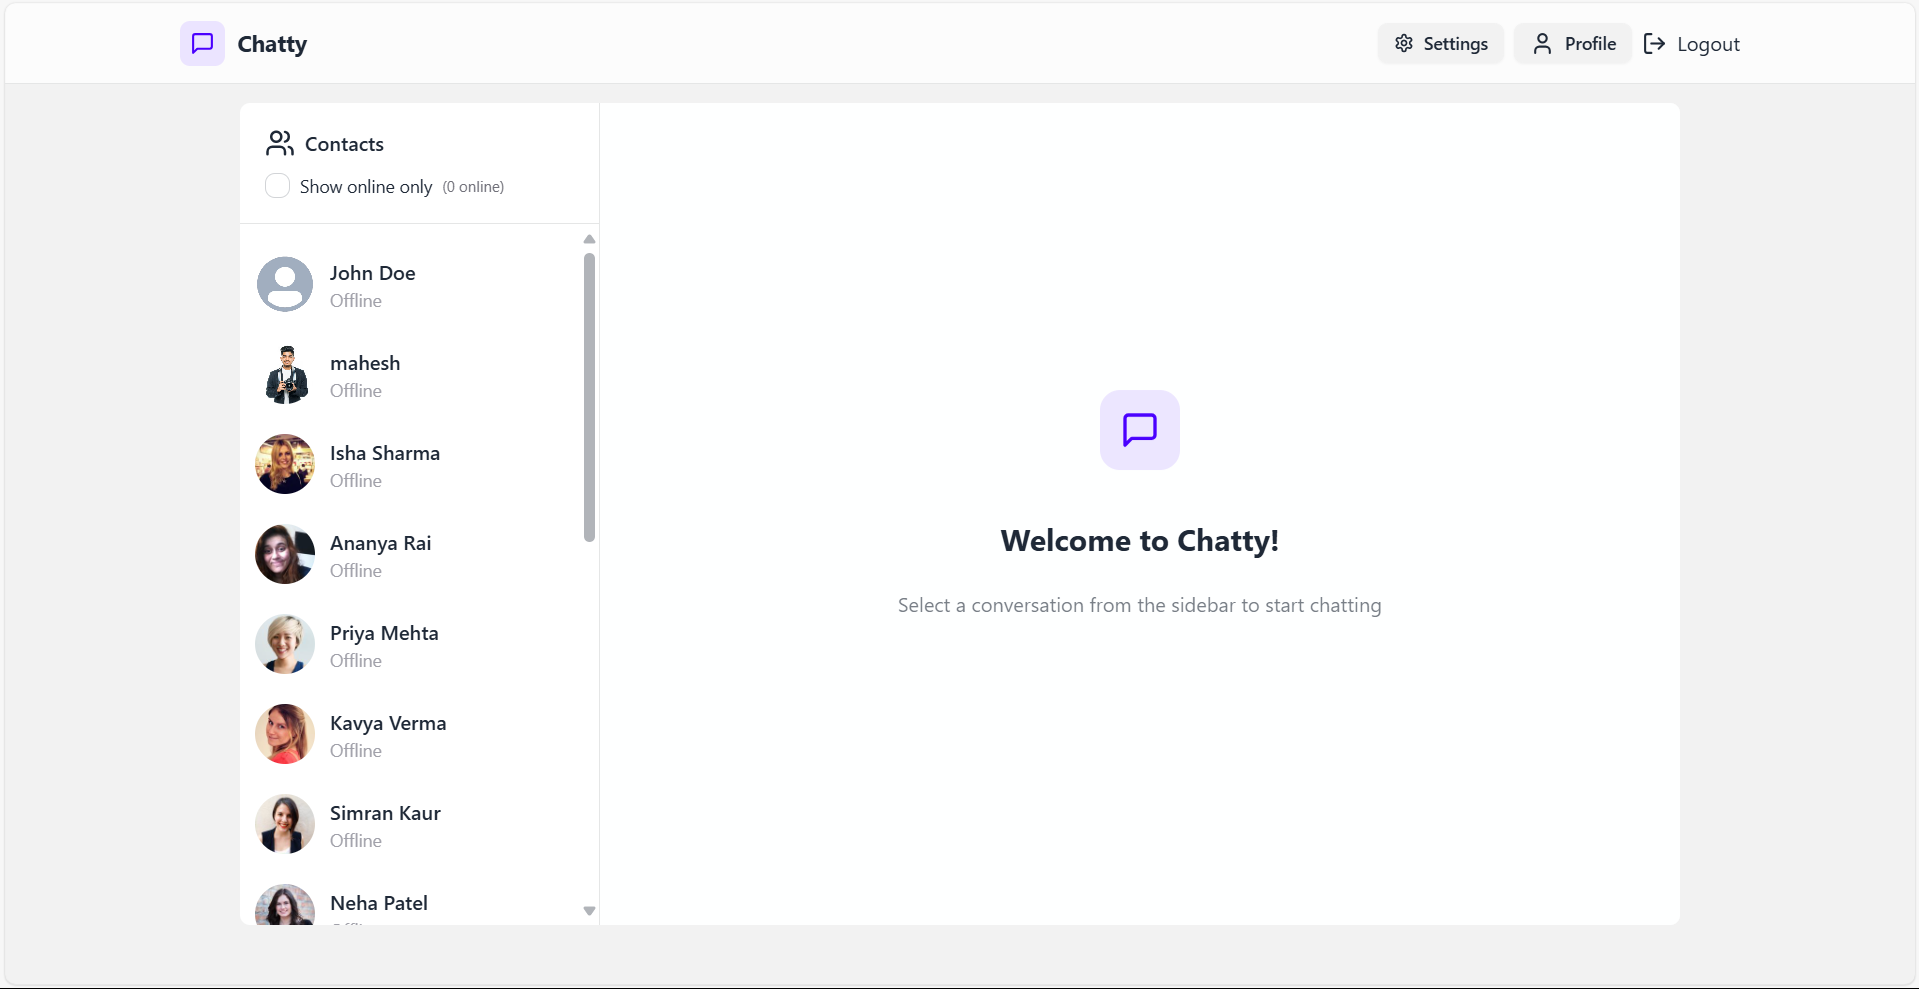 Chatty
Settings
Profile
Logout
Contacts
Show online only (0 online)
John Doe
Offline
mahesh
Offline
Isha Sharma
Offline
Ananya Rai
Offline
Priya Mehta
Offline
Kavya Verma
Offline
Simran Kaur
Offline
Neha Patel
Welcome to Chatty!
Select a conversation from the sidebar to start chatting